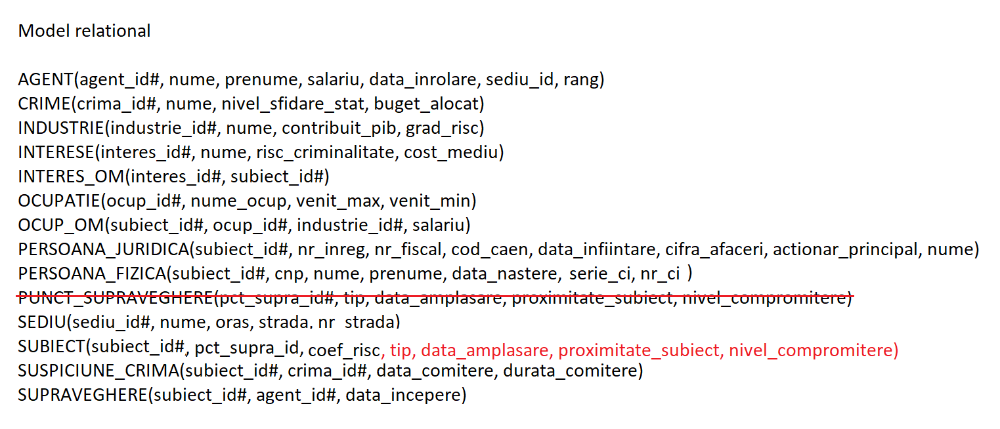 Model relational
AGENT(agent_id#, nume, prenume, salariu, data_inrolare, sediu_id, rang)
CRIME(crima_id#, nume, nivel_sfidare_stat, buget_alocat)
INDUSTRIE(industrie_id#, nume, contribuit_pib, grad_risc)
INTERESE(interes_id#, nume, risc_criminalitate, cost_mediu)
INTERES_OM(interes_id#, subiect_id#)
OCUPATIE(ocup_id#, nume_ocup, venit_max, venit_min)
OCUP_OM(subiect_id#, ocup_id#, industrie_id#, salariu)
PERSOANA_JURIDICA(subiect_id#, nr_inreg, nr_fiscal, cod_caen, data_infiintare, cifra_afaceri, actionar_principal, nume)
PERSOANA_FIZICA(subiect_id#, cnp, nume, prenume, data_nastere, serie_ci, nr_ci )
PUNCT_SUPRAVEGHERE(pct_supra_id#, tip, data_amplasare, proximitate_subiect, nivel_compromitere)
SEDIU(sediu_id#, nume, oras, strada, nr_strada)
SUBIECT(subiect_id#, pct_supra_id, coef_risc, tip, data_amplasare, proximitate_subiect, nivel_compromitere)
SUSPICIUNE_CRIMA(subiect_id#, crima_id#, data_comitere, durata_comitere)
SUPRAVEGHERE(subiect_id#, agent_id#, data_incepere)